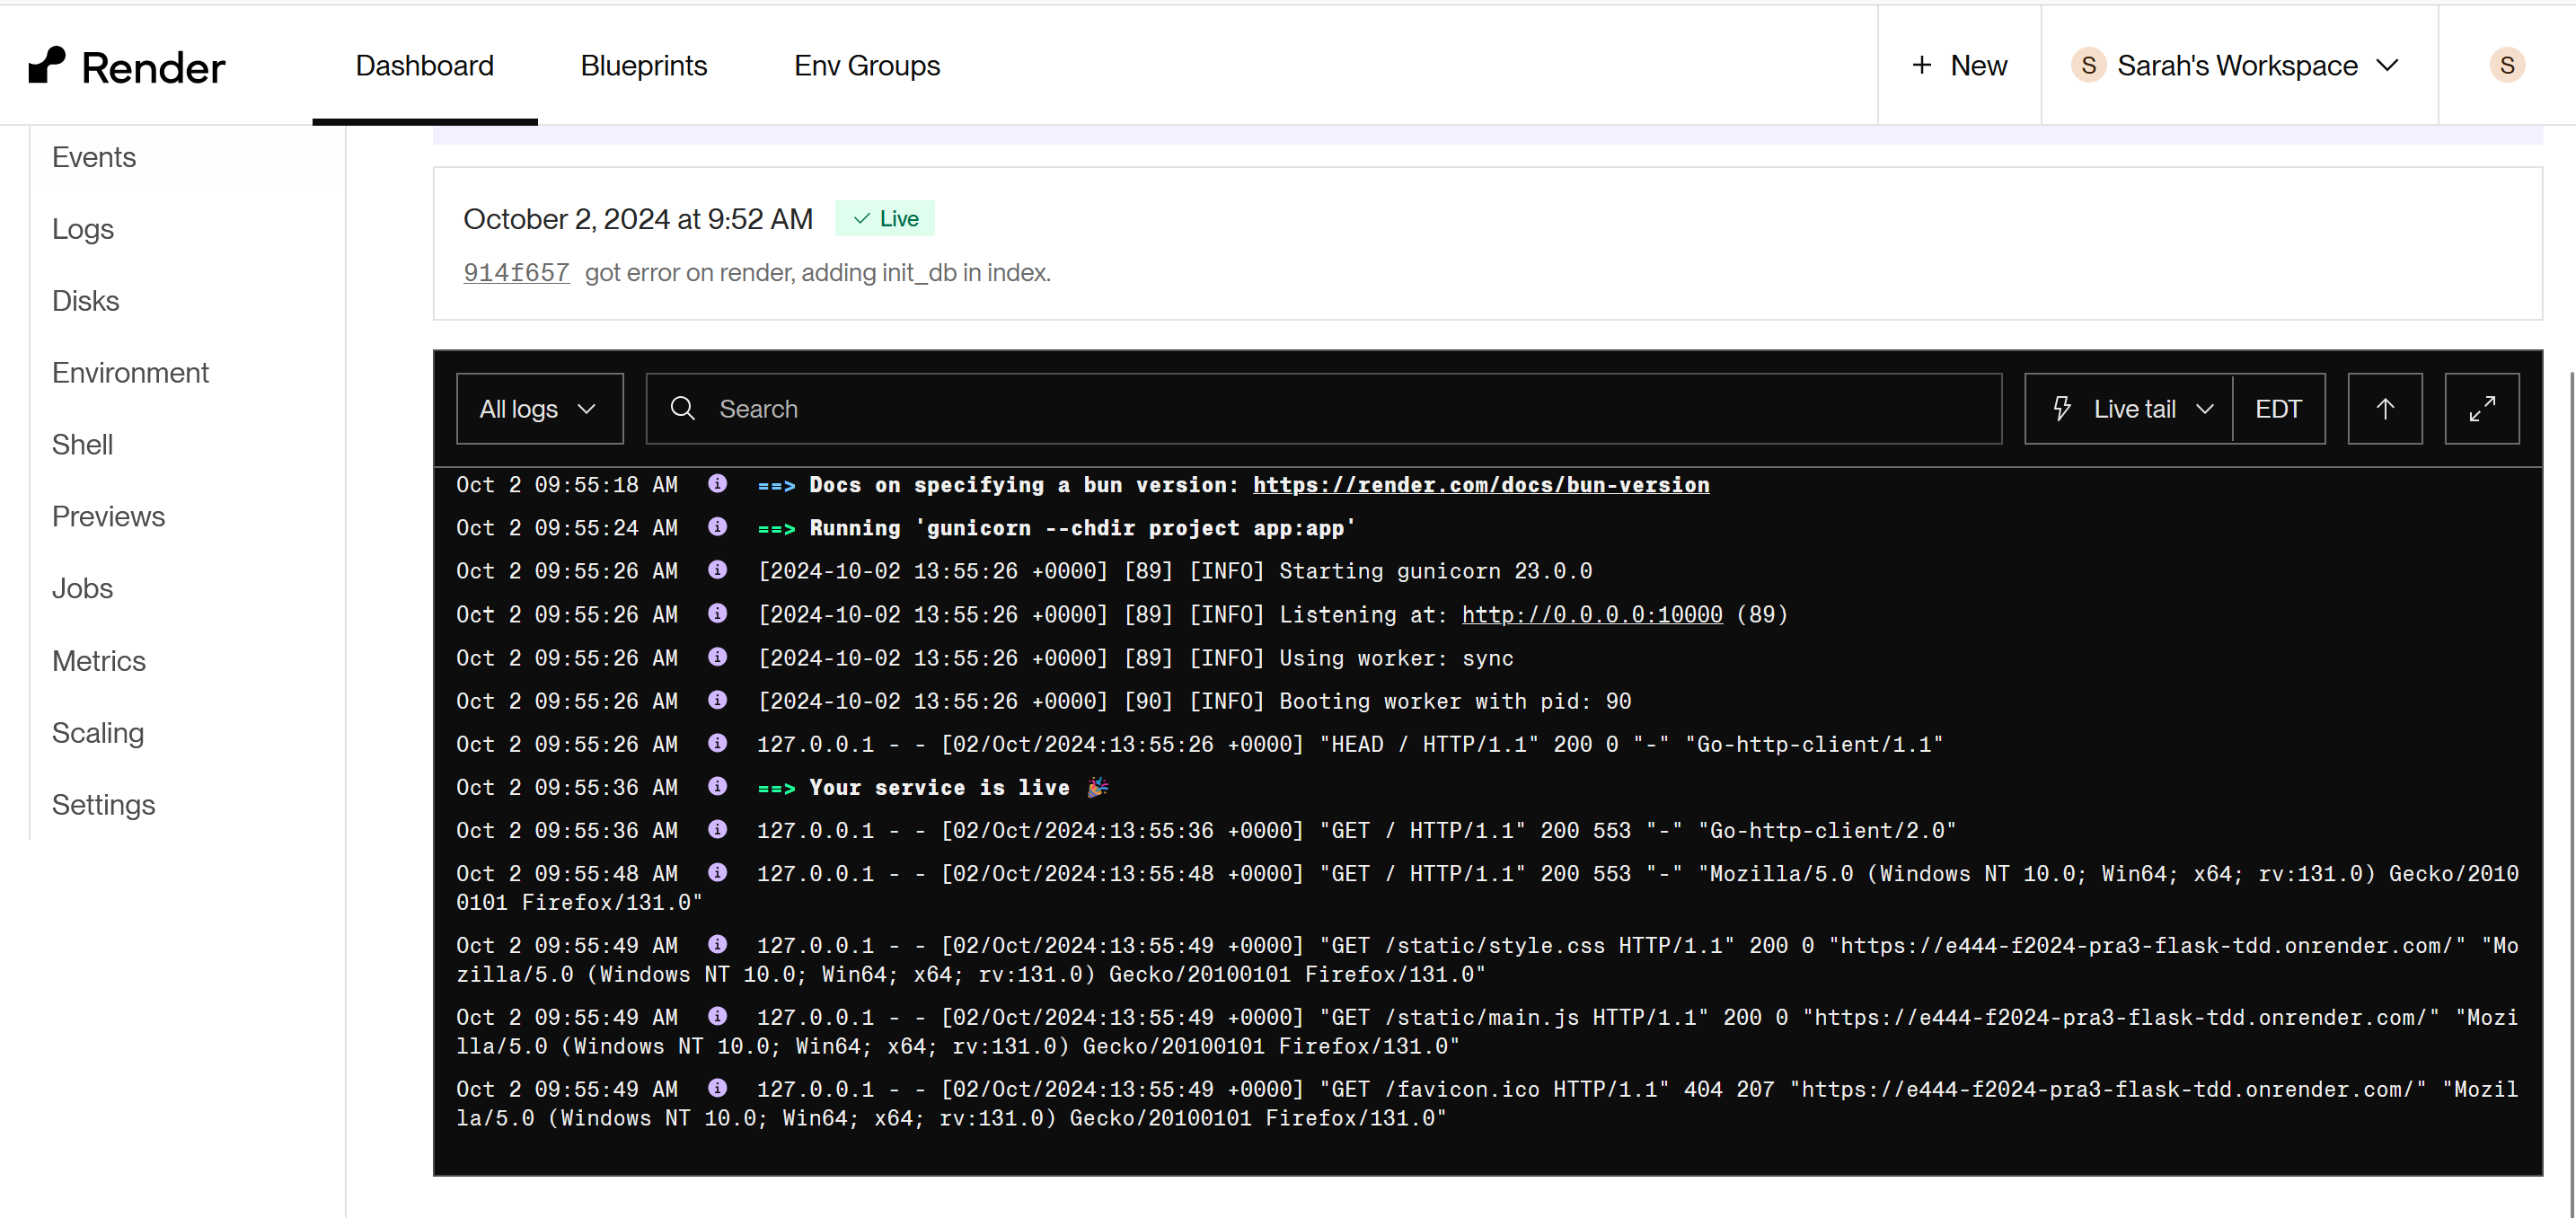 Render
Dashboard
Blueprints
Env Groups
+ New
S Sarah's Workspace
S
Events
Logs
Disks
Environment
Shell
Previews
Jobs
Metrics
Scaling
Settings
October 2, 2024 at 9:52 AM ✓ Live
914f657 got error on render, adding init_db in index.
All logs
Search
Live tail
EDT
Oct 2 09:55:18 AM ==> Docs on specifying a bun version: https://render.com/docs/bun-version
Oct 2 09:55:24 AM ==> Running 'gunicorn --chdir project app:app'
Oct 2 09:55:26 AM [2024-10-02 13:55:26 +0000] [89] [INFO] Starting gunicorn 23.0.0
Oct 2 09:55:26 AM [2024-10-02 13:55:26 +0000] [89] [INFO] Listening at: http://0.0.0.0:10000 (89)
Oct 2 09:55:26 AM [2024-10-02 13:55:26 +0000] [89] [INFO] Using worker: sync
Oct 2 09:55:26 AM [2024-10-02 13:55:26 +0000] [90] [INFO] Booting worker with pid: 90
Oct 2 09:55:26 AM 127.0.0.1 - - [02/Oct/2024:13:55:26 +0000] "HEAD / HTTP/1.1" 200 0 "-" "Go-http-client/1.1"
Oct 2 09:55:36 AM ==> Your service is live 🎉
Oct 2 09:55:36 AM 127.0.0.1 - - [02/Oct/2024:13:55:36 +0000] "GET / HTTP/1.1" 200 553 "-" "Go-http-client/2.0"
Oct 2 09:55:48 AM 127.0.0.1 - - [02/Oct/2024:13:55:48 +0000] "GET / HTTP/1.1" 200 553 "-" "Mozilla/5.0 (Windows NT 10.0; Win64; x64; rv:131.0) Gecko/2010
0101 Firefox/131.0"
Oct 2 09:55:49 AM 127.0.0.1 - - [02/Oct/2024:13:55:49 +0000] "GET /static/style.css HTTP/1.1" 200 0 "https://e444-f2024-pra3-flask-tdd.onrender.com/" "Mo
zilla/5.0 (Windows NT 10.0; Win64; x64; rv:131.0) Gecko/20100101 Firefox/131.0"
Oct 2 09:55:49 AM 127.0.0.1 - - [02/Oct/2024:13:55:49 +0000] "GET /static/main.js HTTP/1.1" 200 0 "https://e444-f2024-pra3-flask-tdd.onrender.com/" "Mozi
lla/5.0 (Windows NT 10.0; Win64; x64; rv:131.0) Gecko/20100101 Firefox/131.0"
Oct 2 09:55:49 AM 127.0.0.1 - - [02/Oct/2024:13:55:49 +0000] "GET /favicon.ico HTTP/1.1" 404 207 "https://e444-f2024-pra3-flask-tdd.onrender.com/" "Mozil
la/5.0 (Windows NT 10.0; Win64; x64; rv:131.0) Gecko/20100101 Firefox/131.0"